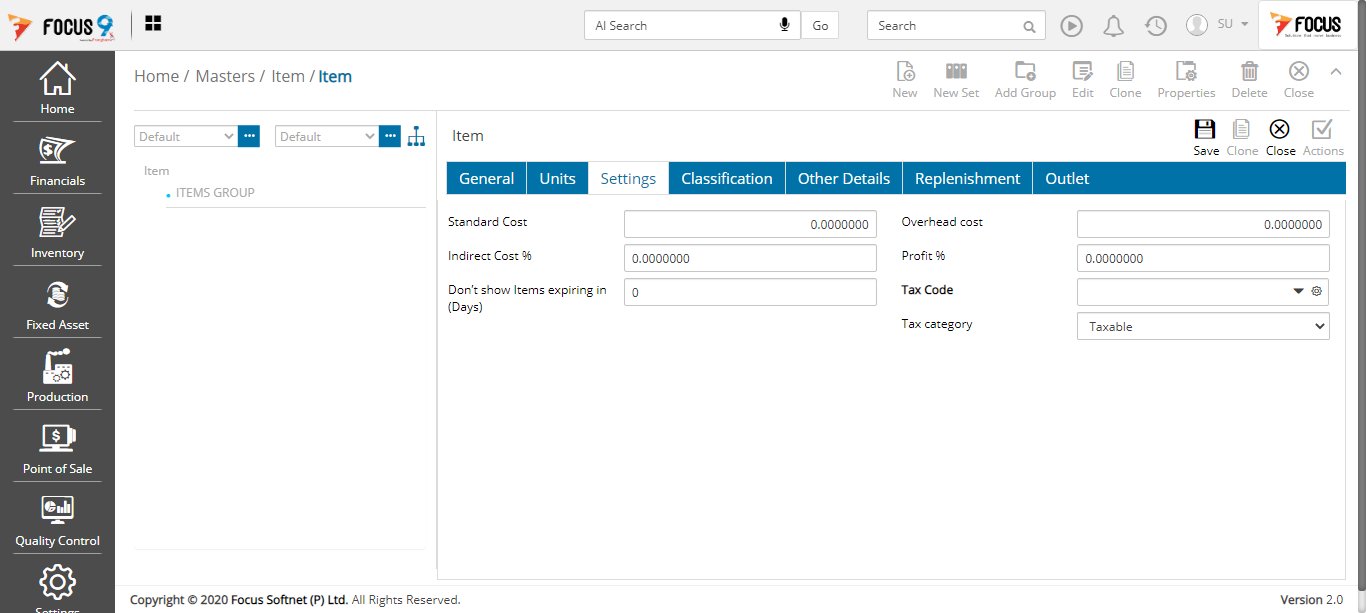 FOCUS 9
AI Search
Go
Search
SU
FOCUS
Home
Financials
Inventory
Fixed Asset
Production
Point of Sale
Quality Control
Settings
Home / Masters / Item / Item
New
New Set
Add Group
Edit
Clone
Properties
Delete
Close
Default
Default
Item
ITEMS GROUP
Item
Save
Clone
Close
Actions
General
Units
Settings
Classification
Other Details
Replenishment
Outlet
Standard Cost
0.0000000
Overhead cost
0.0000000
Indirect Cost %
0.0000000
Profit %
0.0000000
Don't show Items expiring in
(Days)
0
Tax Code
Tax category
Taxable
Copyright © 2020 Focus Softnet (P) Ltd. All Rights Reserved.
Version 2.0